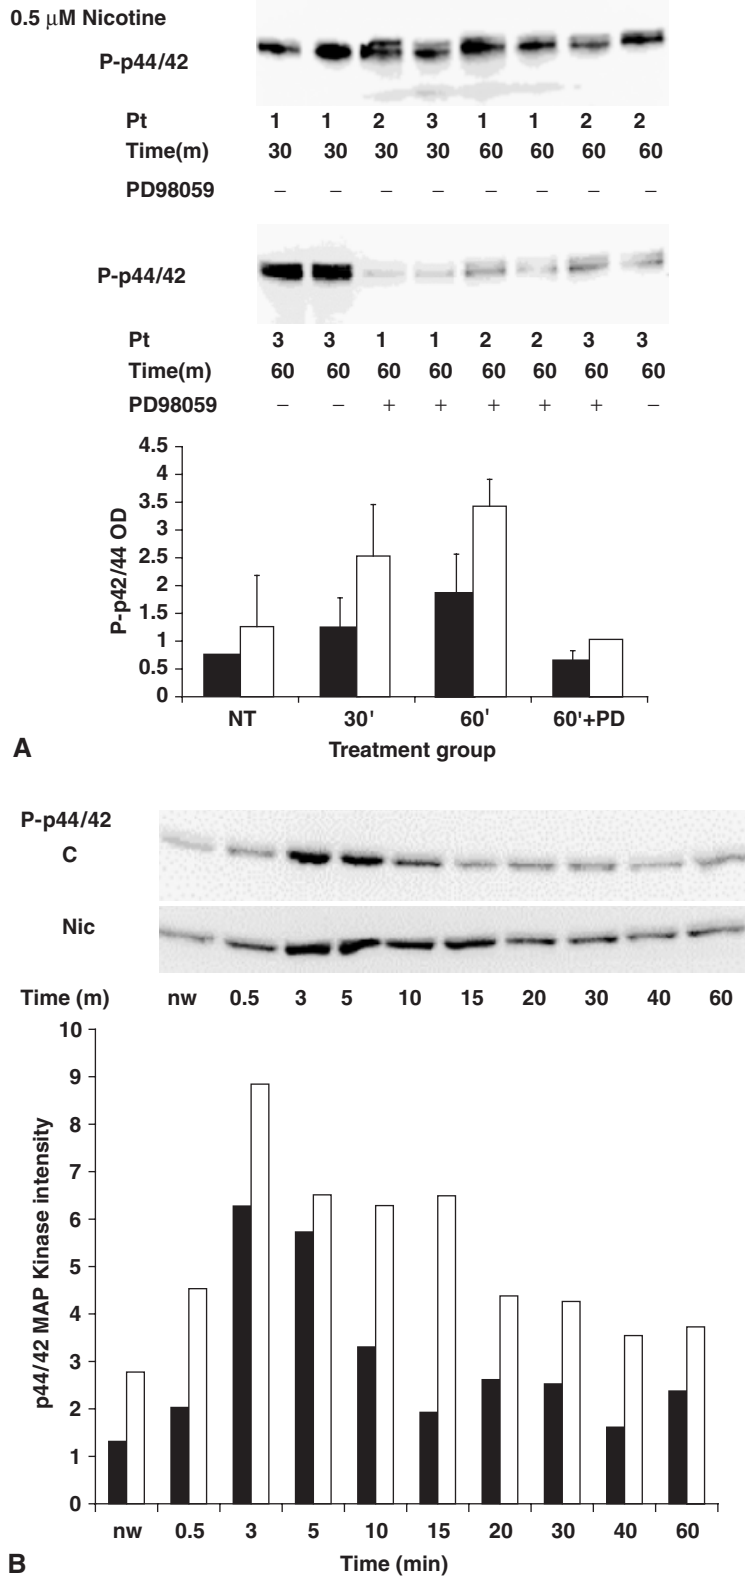 0.5 μM Nicotine
P-p44/42
Pt 1 1 2 3 1 1 2 2
Time(m) 30 30 30 30 60 60 60 60
PD98059 – – – – – – – –
P-p44/42
Pt 3 3 1 1 2 2 3 3
Time(m) 60 60 60 60 60 60 60 60
PD98059 – – + + + + + –
4.5
4
3.5
3
2.5
2
1.5
1
0.5
0
P-p42/44 OD
NT 30' 60' 60'+PD
Treatment group
A
P-p44/42
C
Nic
Time (m) nw 0.5 3 5 10 15 20 30 40 60
10
9
8
7
6
5
4
3
2
1
0
p44/42 MAP Kinase intensity
nw 0.5 3 5 10 15 20 30 40 60
Time (min)
B